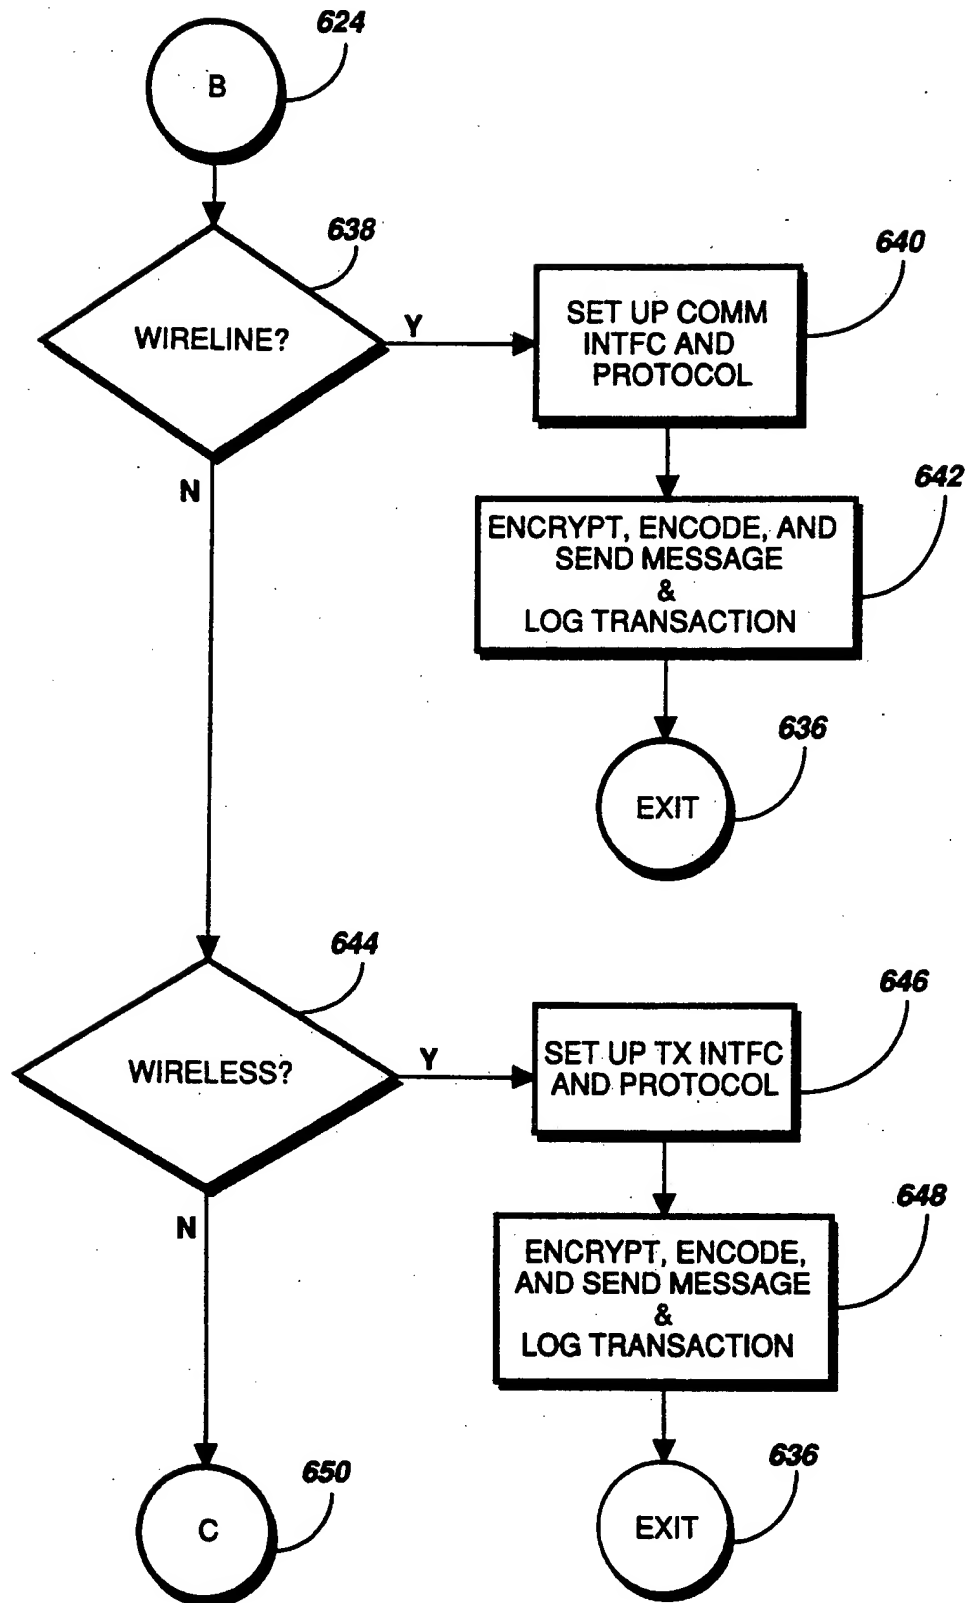 624
B
638
WIRELINE?
Y
640
SET UP COMM
INTFC AND
PROTOCOL
N
642
ENCRYPT, ENCODE, AND
SEND MESSAGE
&
LOG TRANSACTION
636
EXIT
644
WIRELESS?
Y
646
SET UP TX INTFC
AND PROTOCOL
N
648
ENCRYPT, ENCODE,
AND SEND MESSAGE
&
LOG TRANSACTION
650
C
636
EXIT